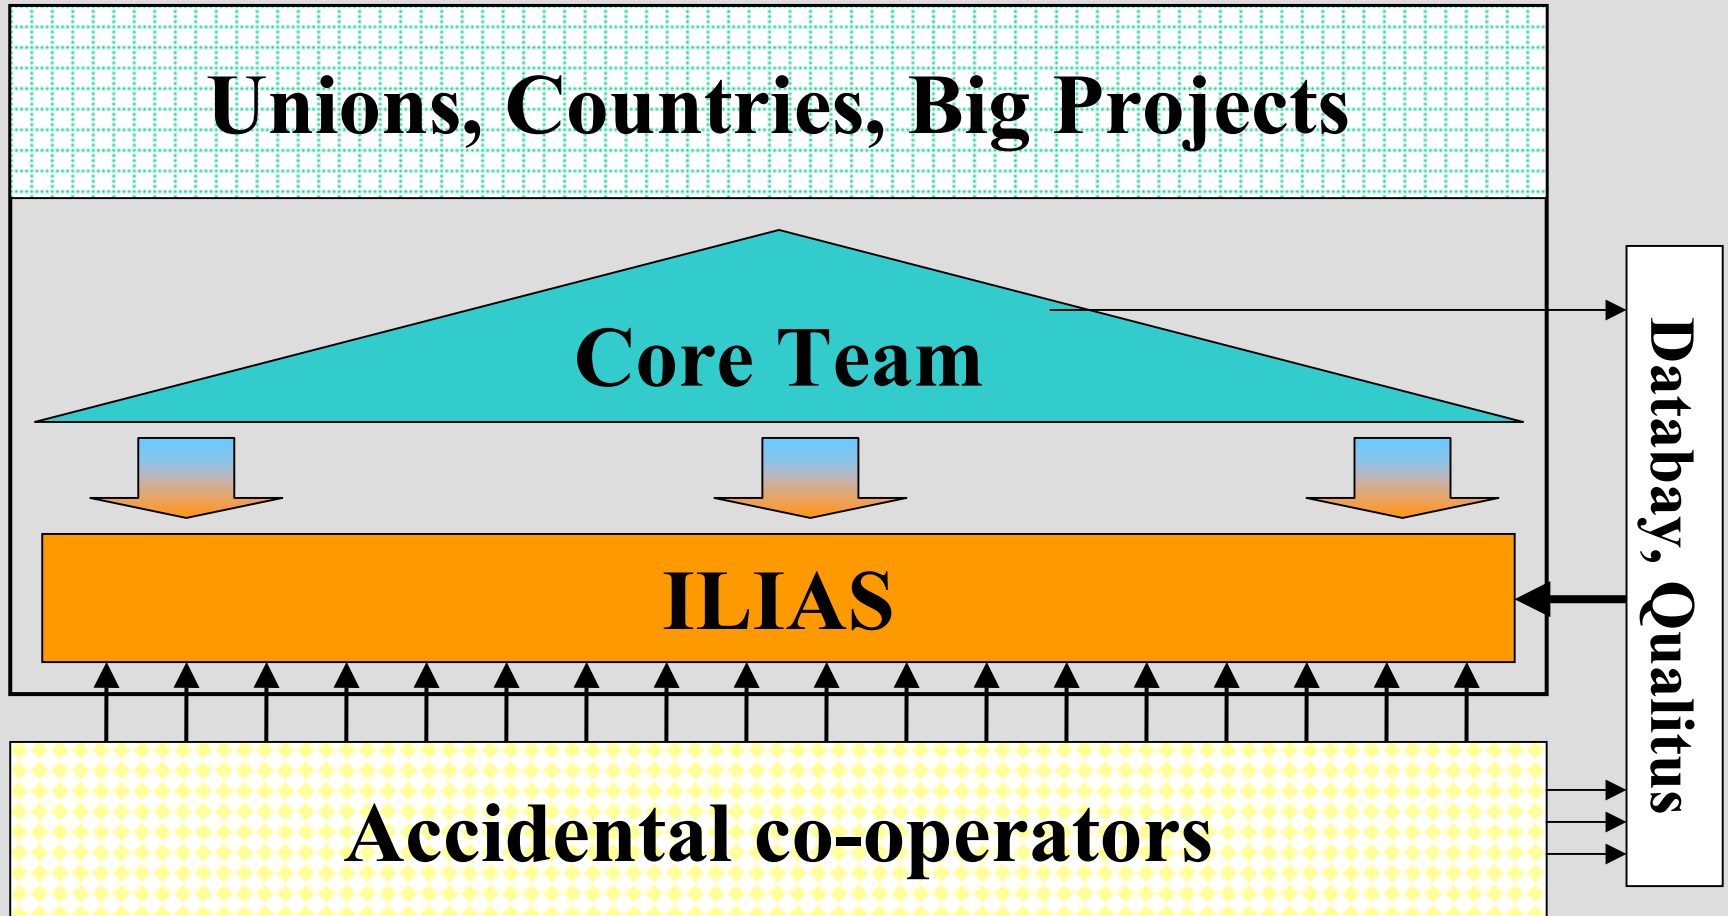 Unions, Countries, Big Projects
Core Team
ILIAS
Accidental co-operators
Databay, Qualitus